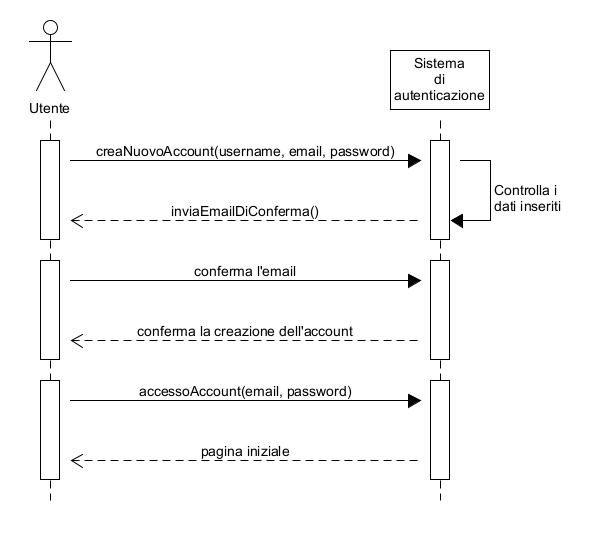 Sistema
di
autenticazione
Utente
creaNuovoAccount(username, email, password)
Controlla i
dati inseriti
inviaEmailDiConferma()
conferma l'email
conferma la creazione dell'account
accessoAccount(email, password)
pagina iniziale